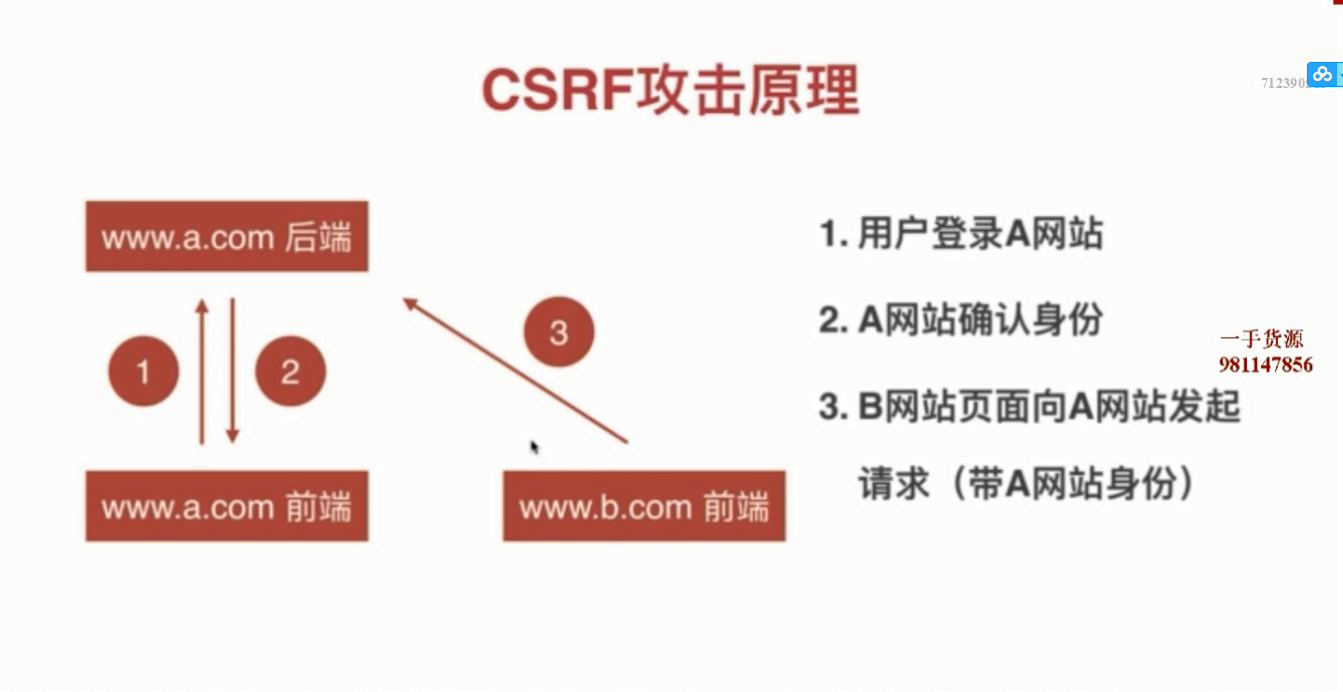 CSRF攻击原理
www.a.com 后端
1
2
3
www.a.com 前端
www.b.com 前端
1. 用户登录A网站
2. A网站确认身份
3. B网站页面向A网站发起
请求（带A网站身份）
一手货源
981147856